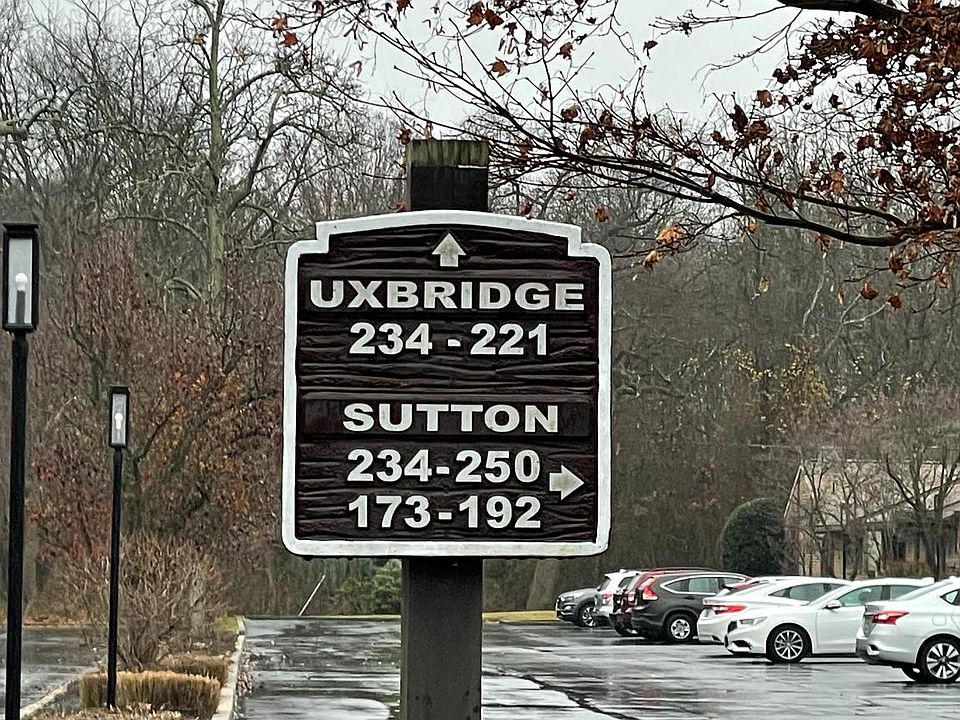 UXBRIDGE
234 - 221
SUTTON
234-250
173-192